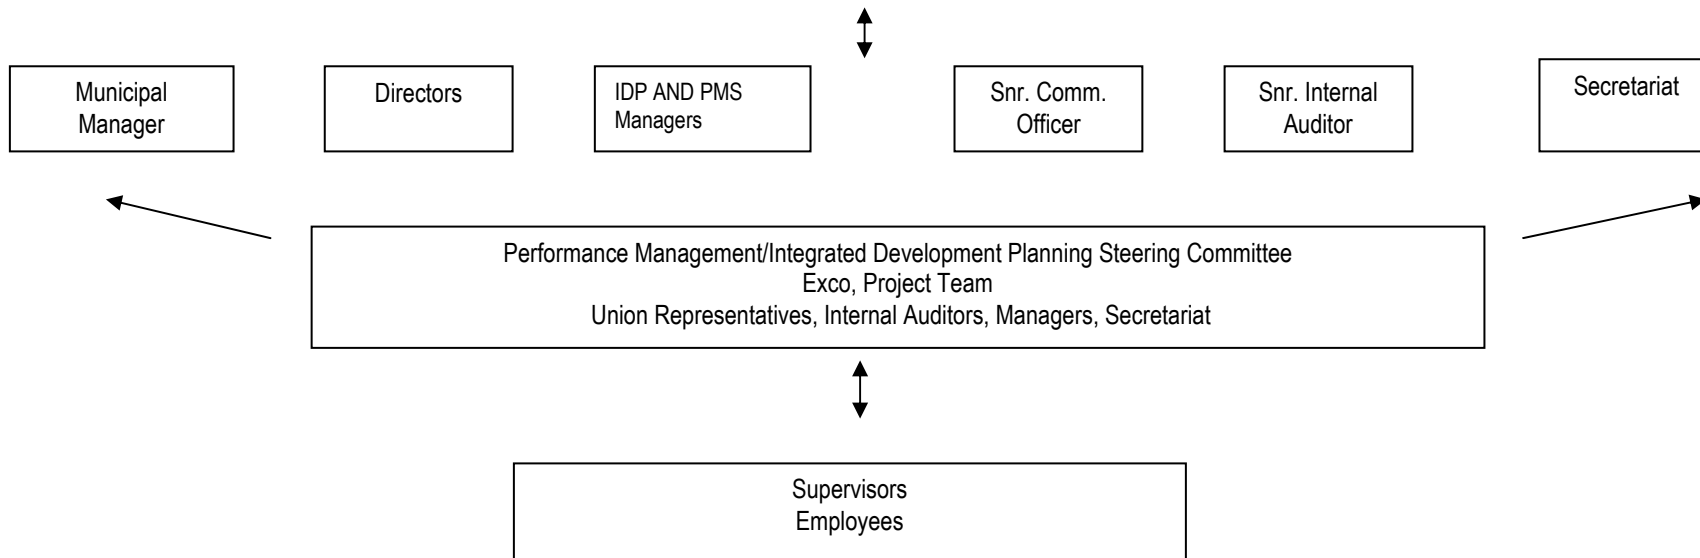 Municipal
Manager
Directors
IDP AND PMS
Managers
Snr. Comm.
Officer
Snr. Internal
Auditor
Secretariat
Performance Management/Integrated Development Planning Steering Committee
Exco, Project Team
Union Representatives, Internal Auditors, Managers, Secretariat
Supervisors
Employees